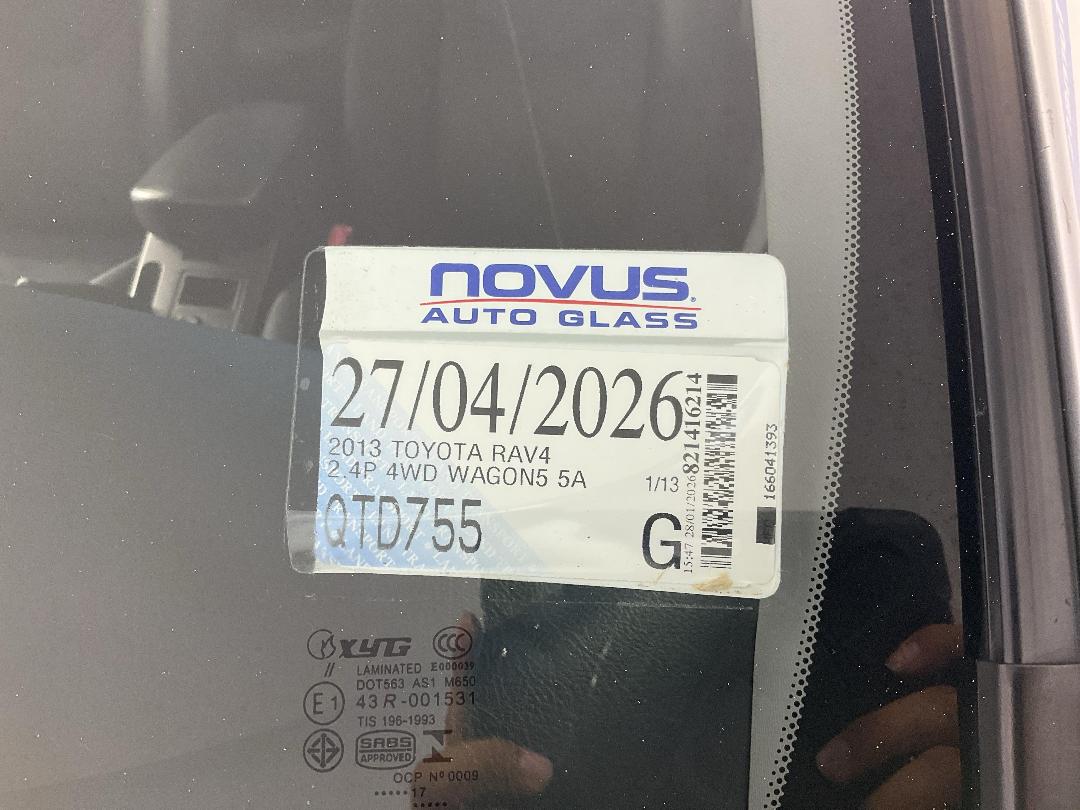 NOVUS®
AUTO GLASS
27/04/2026
2013 TOYOTA RAV4
2.4P 4WD WAGON5 5A
1/13
QTD755
G
15:47 28/01/2026
821416214
166041393
XYG
CCC
// LAMINATED E000039
DOT563 AS1 M650
E1 43R-001531
TIS 196-1993
SABS
APPROVED
N
OCP Nº 0009
.....17
.....